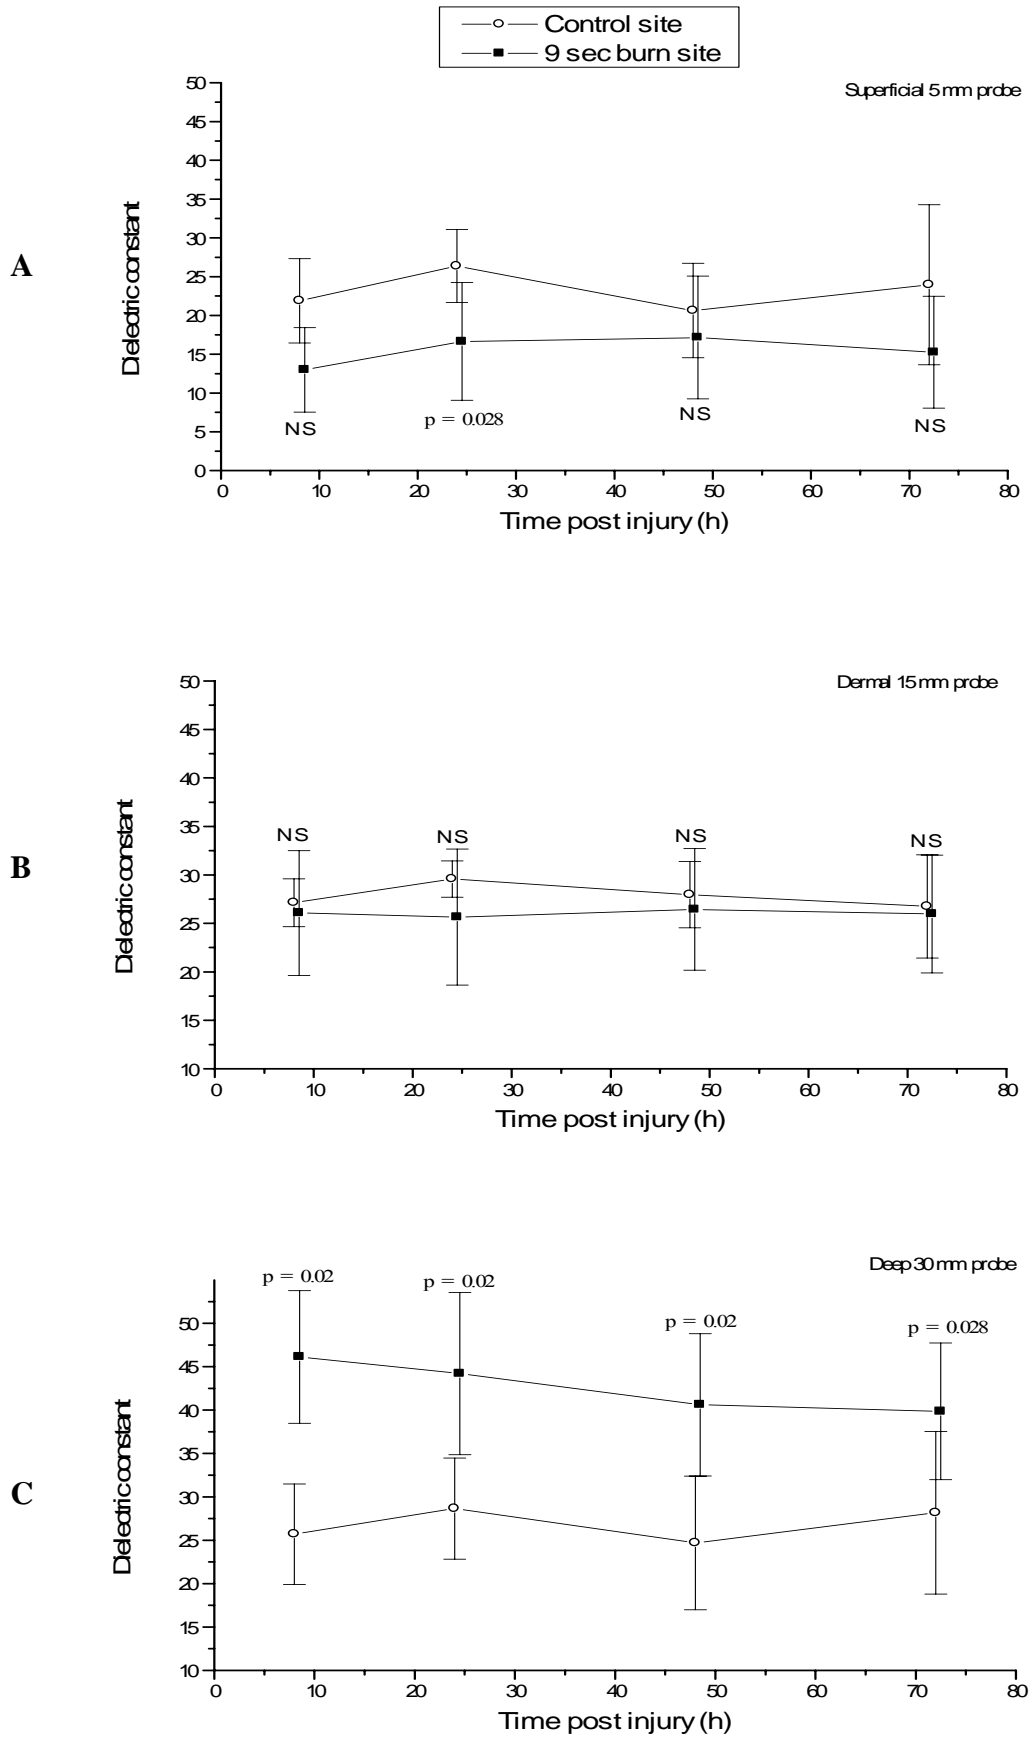 Control site
9 sec burn site
A
Superficial 5 mm probe
Dielectric constant
50
45
40
35
30
25
20
15
10
5
0
NS
p = 0.028
NS
NS
0 10 20 30 40 50 60 70 80
Time post injury (h)
B
Dermal 15 mm probe
Dielectric constant
50
45
40
35
30
25
20
15
10
NS NS NS NS
0 10 20 30 40 50 60 70 80
Time post injury (h)
C
Deep 30 mm probe
Dielectric constant
p = 0.02
p = 0.02
p = 0.02
p = 0.028
50
45
40
35
30
25
20
15
10
0 10 20 30 40 50 60 70 80
Time post injury (h)